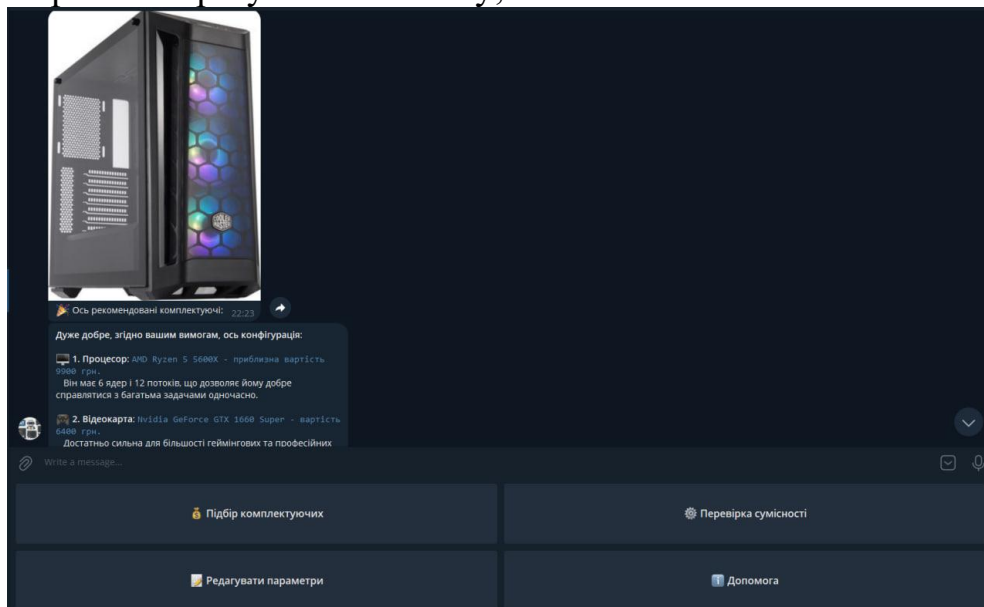 COOLER MASTER
Ось рекомендовані комплектуючі: 22:23
Дуже добре, згідно вашим вимогам, ось конфігурація:
1. Процесор: AMD Ryzen 5 5600X - приблизна вартість
9900 грн.
Він має 6 ядер і 12 потоків, що дозволяє йому добре
справлятися з багатьма задачами одночасно.
2. Відеокарта: Nvidia GeForce GTX 1660 Super - вартість
6400 грн.
Достатньо сильна для більшості геймінгових та професійних
Write a message...
Підбір комплектуючих
Перевірка сумісності
Редагувати параметри
Допомога